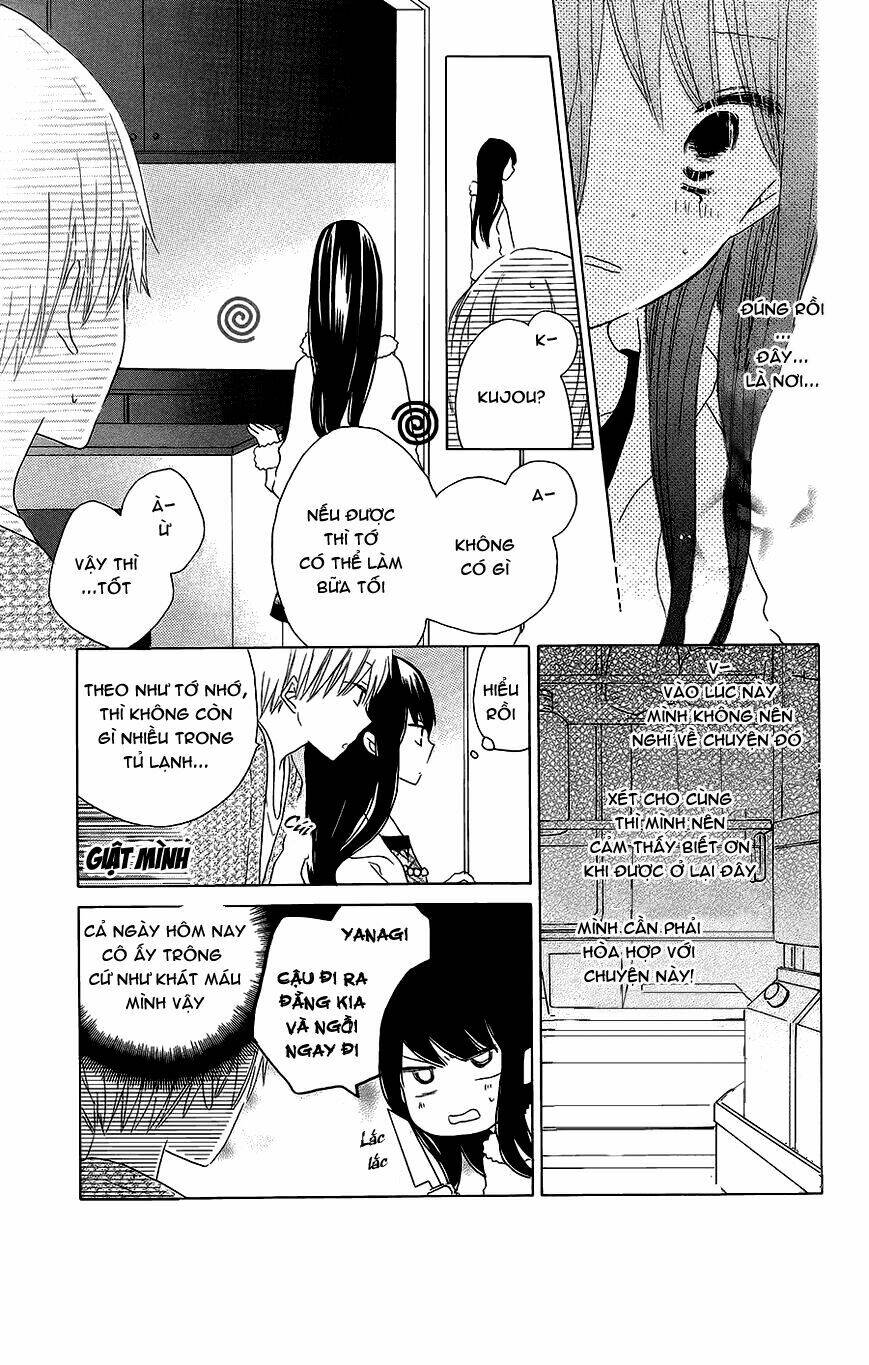 ĐÚNG RỒI
...
ĐÂY...
LÀ NƠI...
K-
KUJOU?
A-
KHÔNG
CÓ GÌ
NẾU ĐƯỢC
THÌ TỚ
CÓ THỂ LÀM
BỮA TỐI
À-
Ừ
VẬY THÌ
...TỐT
V-
VÀO LÚC NÀY
MÌNH KHÔNG NÊN
NGHĨ VỀ CHUYỆN ĐÓ
XÉT CHO CÙNG
THÌ MÌNH NÊN
CẢM THẤY BIẾT ƠN
KHI ĐƯỢC Ở LẠI ĐÂY
MÌNH CẦN PHẢI
HÒA HỢP VỚI
CHUYỆN NÀY!
HIỂU
RỒI
THEO NHƯ TỚ NHỚ,
THÌ KHÔNG CÒN
GÌ NHIỀU TRONG
TỦ LẠNH...
GIẬT MÌNH
YANAGI
CẬU ĐI RA
ĐẰNG KIA
VÀ NGỒI
NGAY ĐI
Lắc
lắc
CẢ NGÀY HÔM NAY
CÔ ẤY TRÔNG
CỨ NHƯ KHÁT MÁU
MÌNH VẬY